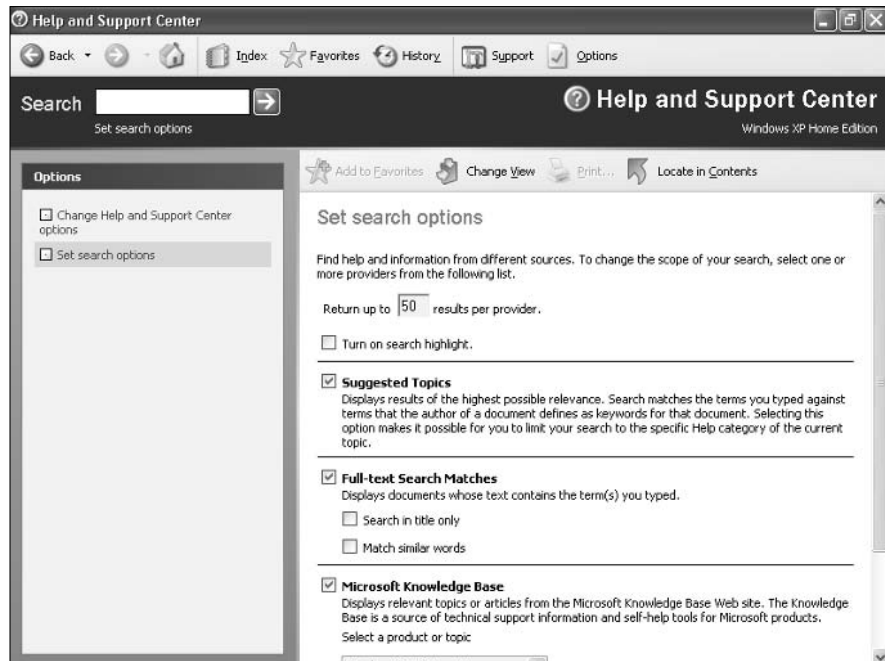 Help and Support Center
Back
Index
Favorites
History
Support
Options
Search
Set search options
Help and Support Center
Windows XP Home Edition
Options
Change Help and Support Center
options
Set search options
Add to Favorites
Change View
Print...
Locate in Contents
Set search options
Find help and information from different sources. To change the scope of your search, select one or
more providers from the following list.
Return up to 50 results per provider.
Turn on search highlight.
Suggested Topics
Displays results of the highest possible relevance. Search matches the terms you typed against
terms that the author of a document defines as keywords for that document. Selecting this
option makes it possible for you to limit your search to the specific Help category of the current
topic.
Full-text Search Matches
Displays documents whose text contains the term(s) you typed.
Search in title only
Match similar words
Microsoft Knowledge Base
Displays relevant topics or articles from the Microsoft Knowledge Base Web site. The Knowledge
Base is a source of technical support information and self-help tools for Microsoft products.
Select a product or topic